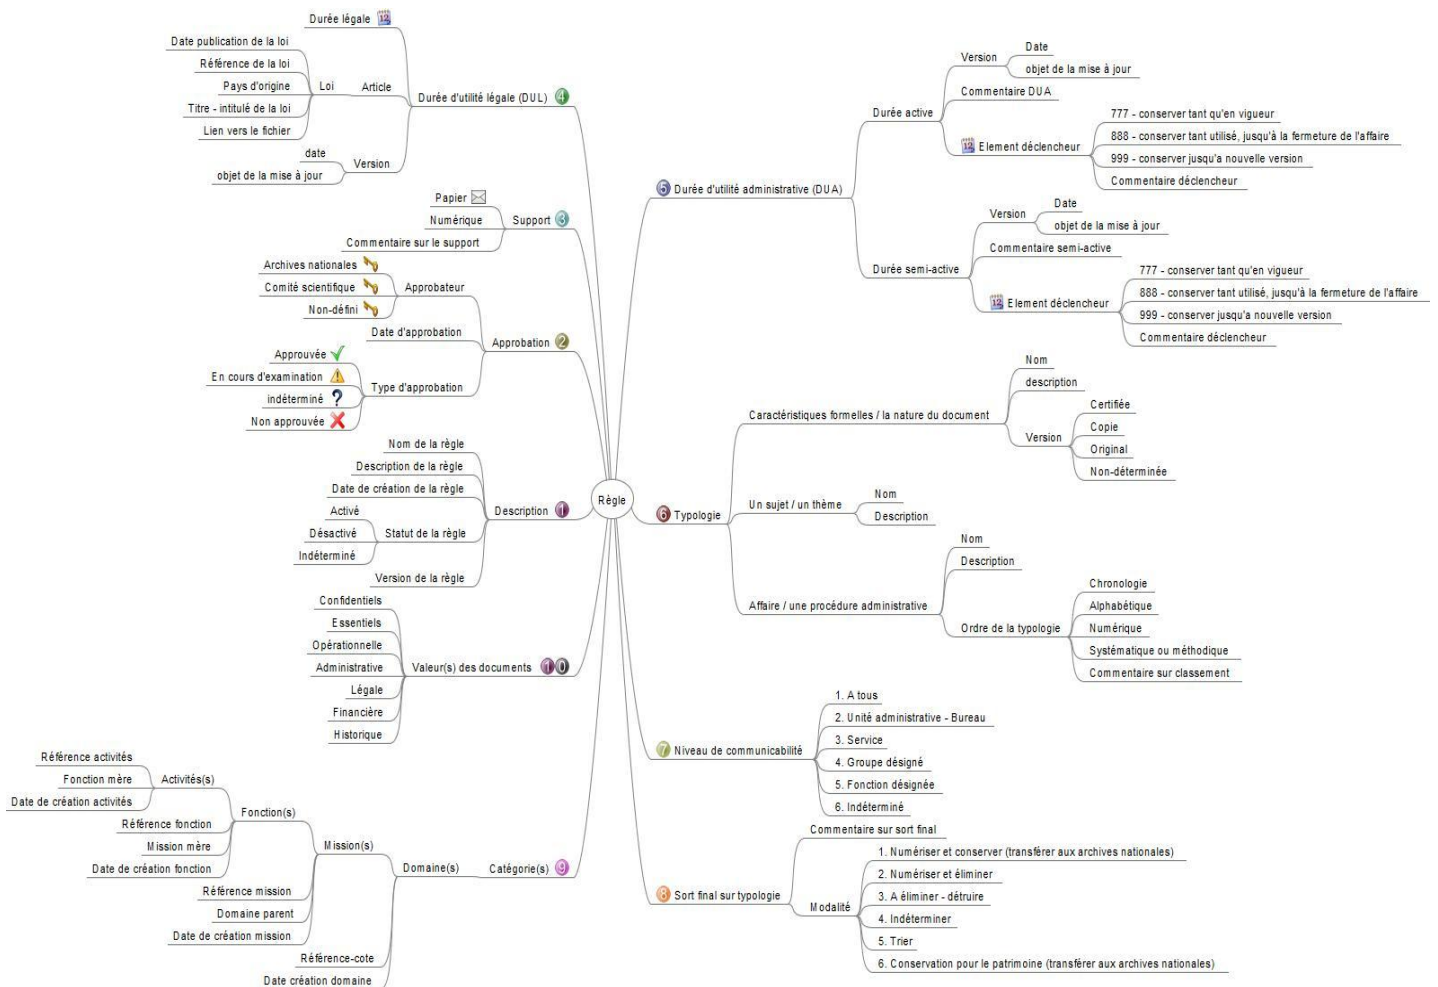 Durée légale
Date publication de la loi
Référence de la loi
Pays d'origine
Titre - intitulé de la loi
Lien vers le fichier
Loi
Article
date
objet de la mise à jour
Version
Durée d'utilité légale (DUL)
4
Papier
Numérique
Commentaire sur le support
Support
3
Archives nationales
Comité scientifique
Non-défini
Approbateur
Date d'approbation
Approuvée
En cours d'examination
indéterminé
Non approuvée
Type d'approbation
Approbation
2
Nom de la règle
Description de la règle
Date de création de la règle
Activé
Désactivé
Indéterminé
Statut de la règle
Version de la règle
Description
1
Confidentiels
Essentiels
Opérationnelle
Administrative
Légale
Financière
Historique
Valeur(s) des documents
10
Référence activités
Fonction mère
Date de création activités
Activités(s)
Référence fonction
Mission mère
Date de création fonction
Fonction(s)
Référence mission
Domaine parent
Date de création mission
Mission(s)
Référence-cote
Date création domaine
Domaine(s)
Catégorie(s)
9
Règle
5
Durée d'utilité administrative (DUA)
Durée active
Version
Date
objet de la mise à jour
Commentaire DUA
12
Element déclencheur
777 - conserver tant qu'en vigueur
888 - conserver tant utilisé, jusqu'à la fermeture de l'affaire
999 - conserver jusqu'a nouvelle version
Commentaire déclencheur
Durée semi-active
Version
Date
objet de la mise à jour
Commentaire semi-active
12
Element déclencheur
777 - conserver tant qu'en vigueur
888 - conserver tant utilisé, jusqu'à la fermeture de l'affaire
999 - conserver jusqu'a nouvelle version
Commentaire déclencheur
6
Typologie
Caractéristiques formelles / la nature du document
Nom
description
Version
Certifiée
Copie
Original
Non-déterminée
Un sujet / un thème
Nom
Description
Affaire / une procédure administrative
Nom
Description
Ordre de la typologie
Chronologie
Alphabétique
Numérique
Systématique ou méthodique
Commentaire sur classement
7
Niveau de communicabilité
1. A tous
2. Unité administrative - Bureau
3. Service
4. Groupe désigné
5. Fonction désignée
6. Indéterminé
8
Sort final sur typologie
Commentaire sur sort final
Modalité
1. Numériser et conserver (transférer aux archives nationales)
2. Numériser et éliminer
3. A éliminer - détruire
4. Indéterminer
5. Trier
6. Conservation pour le patrimoine (transférer aux archives nationales)